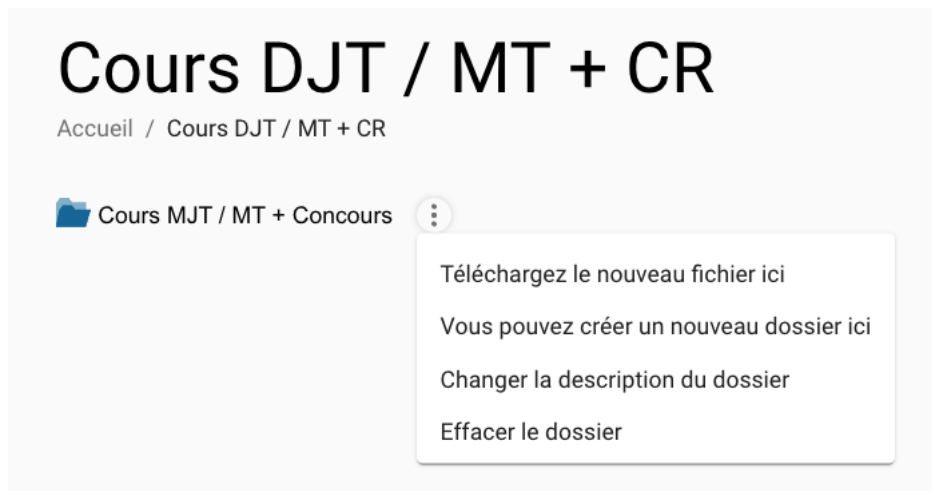 Cours DJT / MT + CR
Accueil / Cours DJT / MT + CR
Cours MJT / MT + Concours
Téléchargez le nouveau fichier ici
Vous pouvez créer un nouveau dossier ici
Changer la description du dossier
Effacer le dossier